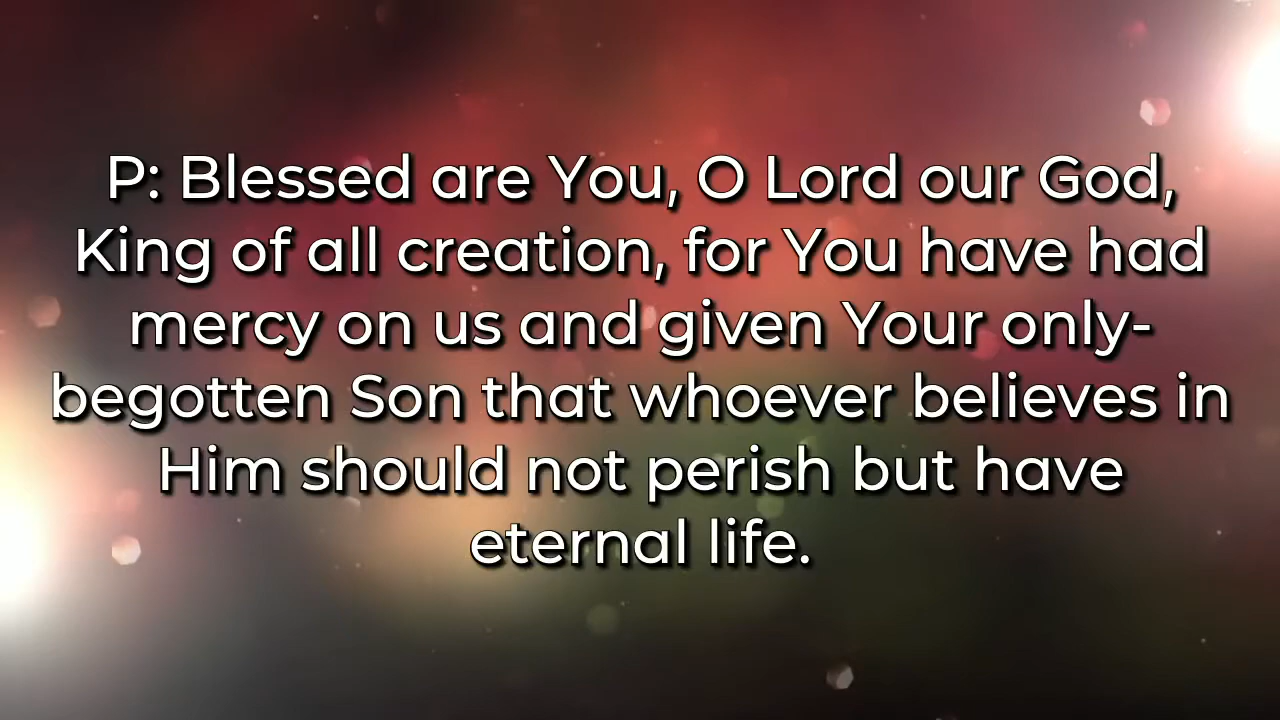 P: Blessed are You, O Lord our God,
King of all creation, for You have had
mercy on us and given Your only-
begotten Son that whoever believes in
Him should not perish but have
eternal life.